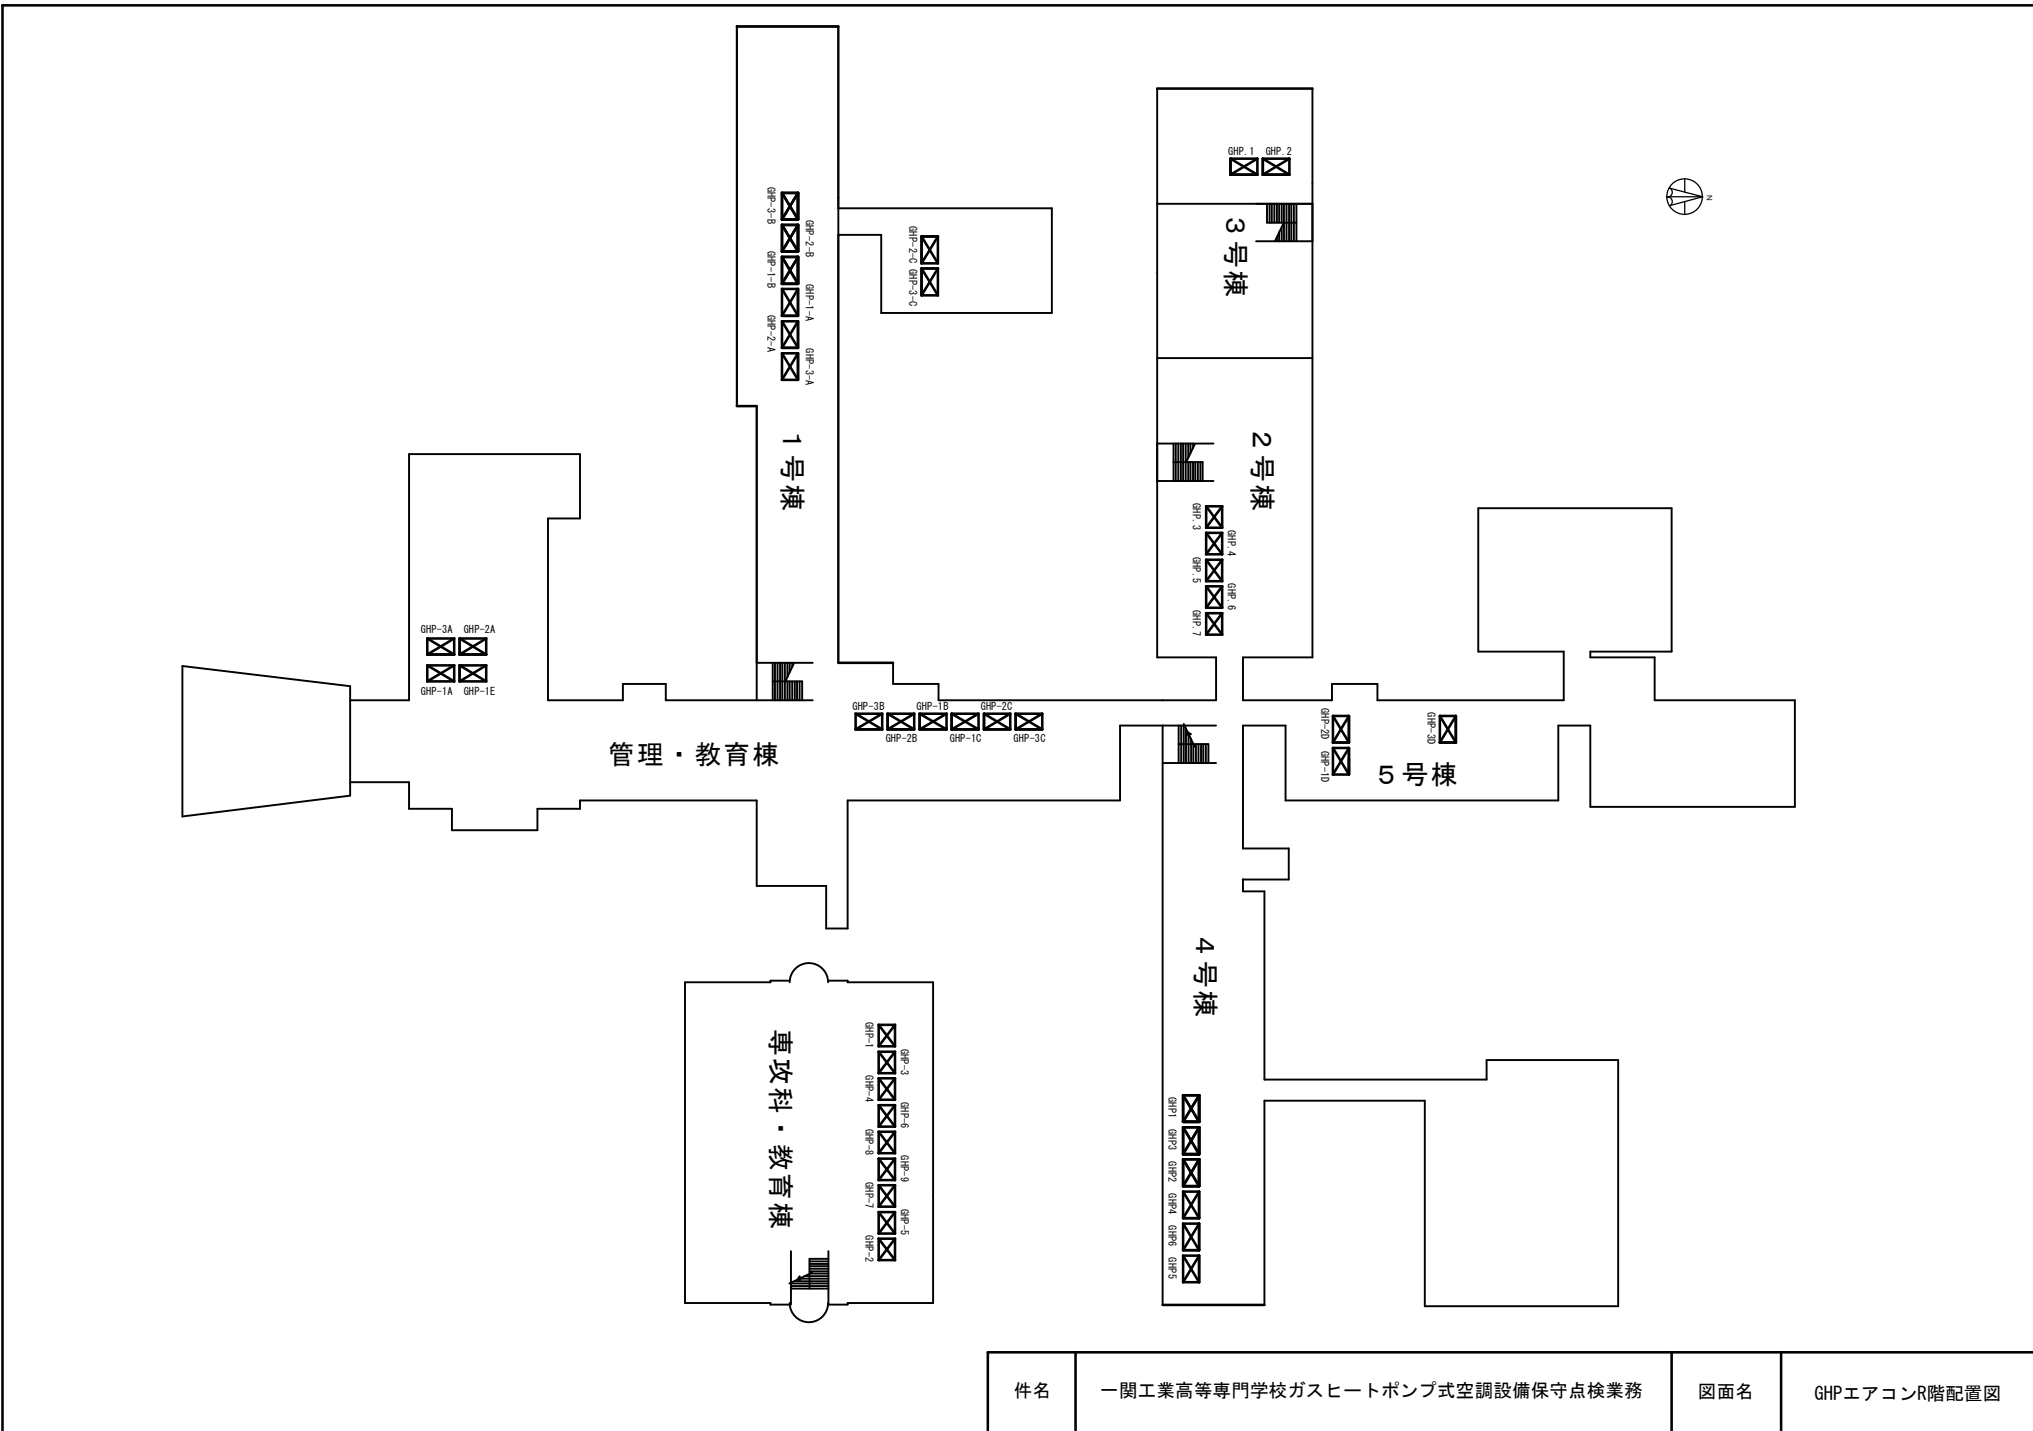 GHP.1 GHP.2
3号棟
N
GHP-3-B
GHP-2-B
GHP-1-B
GHP-1-A
GHP-2-A
GHP-3-A
GHP-2-C
GHP-3-C
1号棟
2号棟
GHP.3
GHP.4
GHP.5
GHP.6
GHP.7
GHP-3A GHP-2A
GHP-1A GHP-1E
GHP-3B GHP-1B GHP-2C
GHP-2B GHP-1C GHP-3C
管理・教育棟
GHP-2D
GHP-1D
GHP-3D
5号棟
4号棟
専攻科・教育棟
GHP-1
GHP-3
GHP-4
GHP-6
GHP-8
GHP-9
GHP-7
GHP-5
GHP-2
GHP1
GHP3
GHP2
GHP4
GHP6
GHP5
件名 一関工業高等専門学校ガスヒートポンプ式空調設備保守点検業務 図面名 GHPエアコンR階配置図